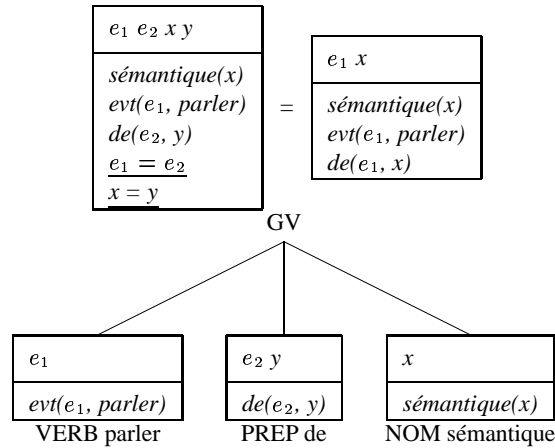 e₁ e₂ x y
sémantique(x)
evt(e₁, parler)
de(e₂, y)
e₁ = e₂
x = y
=
e₁ x
sémantique(x)
evt(e₁, parler)
de(e₁, x)
GV
e₁
evt(e₁, parler)
VERB parler
e₂ y
de(e₂, y)
PREP de
x
sémantique(x)
NOM sémantique